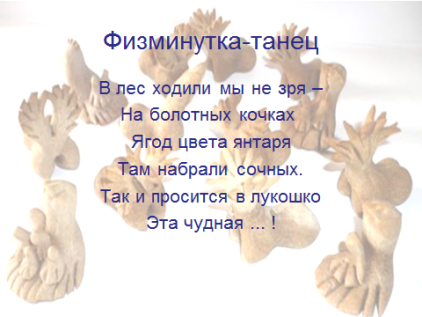 Физминутка-танец
В лес ходили мы не зря –
На болотных кочках
Ягод цвета янтаря
Там набрали сочных.
Так и просится в лукошко
Эта чудная ... !